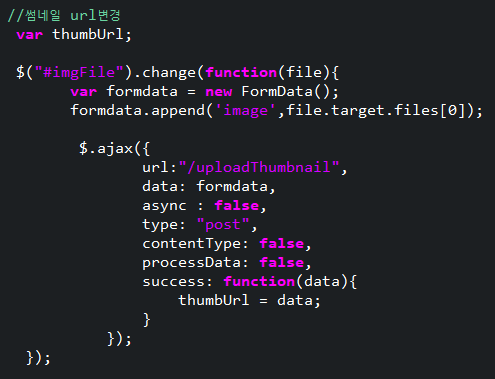 //썸네일 url변경
var thumbUrl;
$("#imgFile").change(function(file){
var formdata = new FormData();
formdata.append('image',file.target.files[0]);
$.ajax({
url:"/uploadThumbnail",
data: formdata,
async : false,
type: "post",
contentType: false,
processData: false,
success: function(data){
thumbUrl = data;
}
});
});